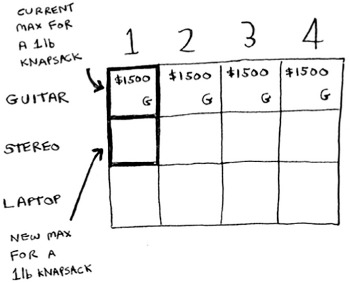 CURRENT
MAX FOR
A 1lb
KNAPSACK
1 2 3 4
GUITAR $1500 $1500 $1500 $1500
G G G G
STEREO
LAPTOP
NEW MAX
FOR A
1lb KNAPSACK